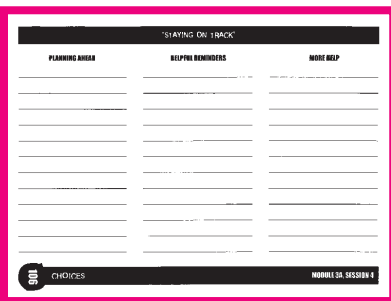 "STAYING ON TRACK"
PLANNING AHEAD
HELPFUL REMINDERS
MORE HELP
106
CHOICES
MODULE 3A, SESSION 4